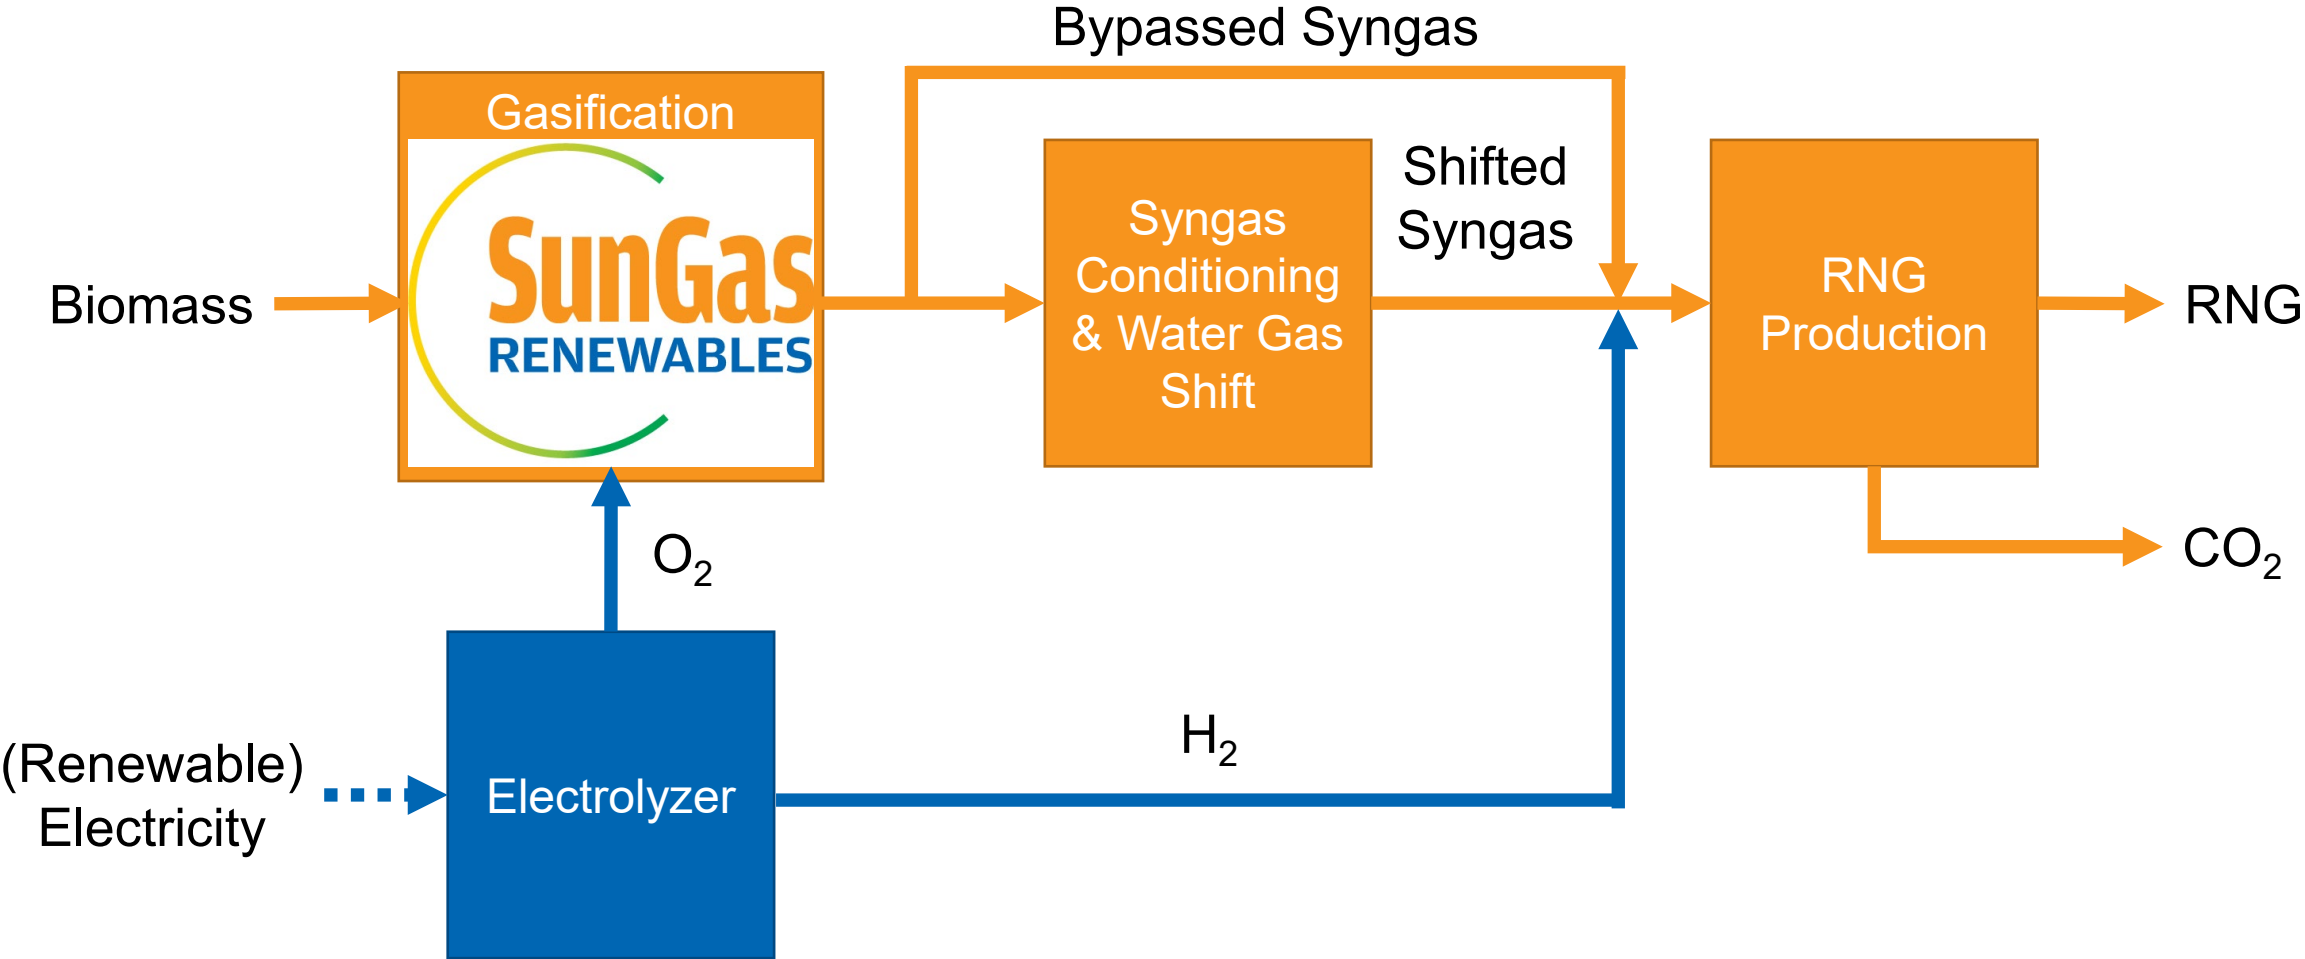 Bypassed Syngas
Gasification
SunGas
RENEWABLES
Biomass
Syngas
Conditioning
& Water Gas
Shift
Shifted
Syngas
RNG
Production
RNG
CO₂
O₂
(Renewable)
Electricity
Electrolyzer
H₂